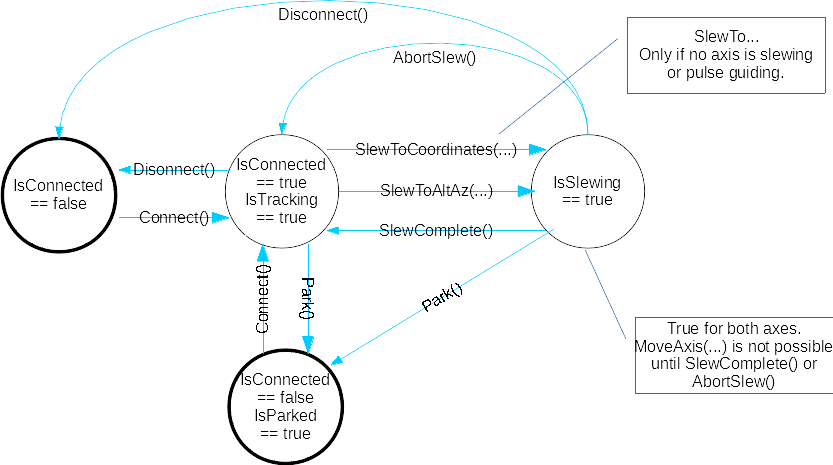 Disconnect()
SlewTo...
Only if no axis is slewing
or pulse guiding.
AbortSlew()
SlewToCoordinates(...)
Disonnect()
IsConnected
== true
IsTracking
== true
IsConnected
== false
IsSlewing
== true
SlewToAltAz(...)
Connect()
SlewComplete()
Connect()
Park()
Park()
True for both axes.
MoveAxis(...) is not possible
until SlewComplete() or
AbortSlew()
IsConnected
== false
IsParked
== true